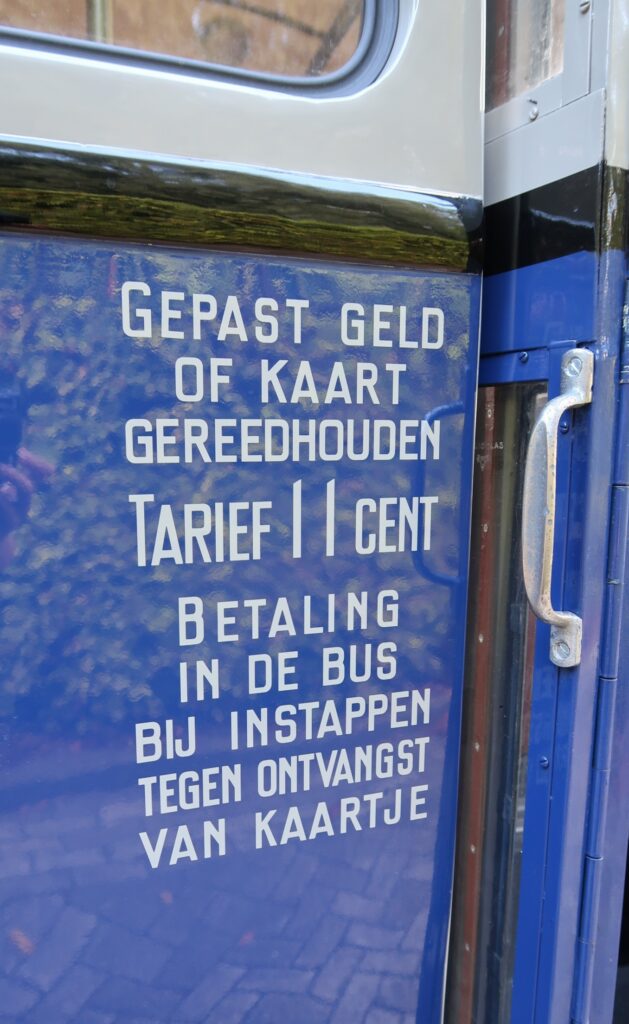 GEPAST GELD
OF KAART
GEREEDHOUDEN
TARIEF 11 CENT
BETALING
IN DE BUS
BIJ INSTAPPEN
TEGEN ONTVANGST
VAN KAARTJE